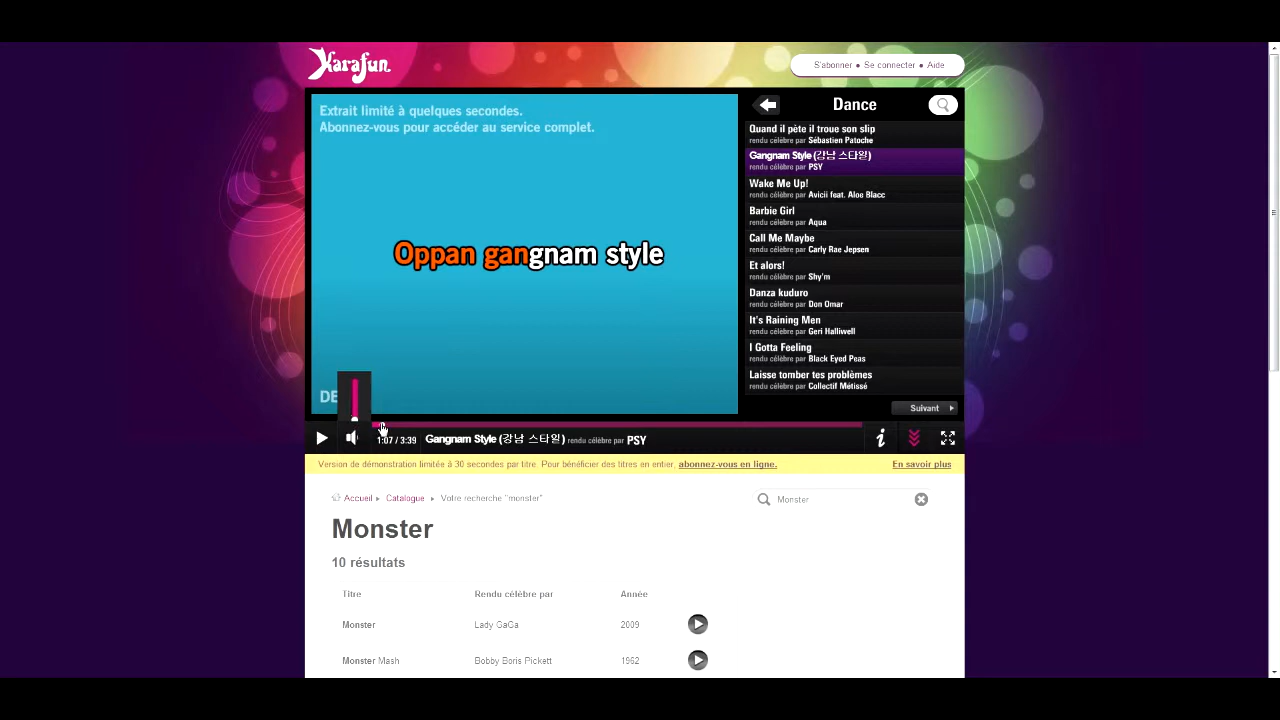 Karafun
S'abonner ● Se connecter ● Aide
Extrait limité à quelques secondes.
Abonnez-vous pour accéder au service complet.
Oppan gangnam style
DE
Dance
Quand il pète il troue son slip
rendu célèbre par Sébastien Patoche
Gangnam Style (강남 스타일)
rendu célèbre par PSY
Wake Me Up!
rendu célèbre par Avicii feat. Aloe Blacc
Barbie Girl
rendu célèbre par Aqua
Call Me Maybe
rendu célèbre par Carly Rae Jepsen
Et alors!
rendu célèbre par Shy'm
Danza kuduro
rendu célèbre par Don Omar
It's Raining Men
rendu célèbre par Geri Halliwell
I Gotta Feeling
rendu célèbre par Black Eyed Peas
Laisse tomber tes problèmes
rendu célèbre par Collectif Métissé
Suivant
1:07 / 3:39 Gangnam Style (강남 스타일) rendu célèbre par PSY
Version de démonstration limitée à 30 secondes par titre. Pour bénéficier des titres en entier, abonnez-vous en ligne. En savoir plus
Accueil Catalogue Votre recherche "monster"
Monster
Monster
10 résultats
Titre Rendu célèbre par Année
Monster Lady GaGa 2009
Monster Mash Bobby Boris Pickett 1962